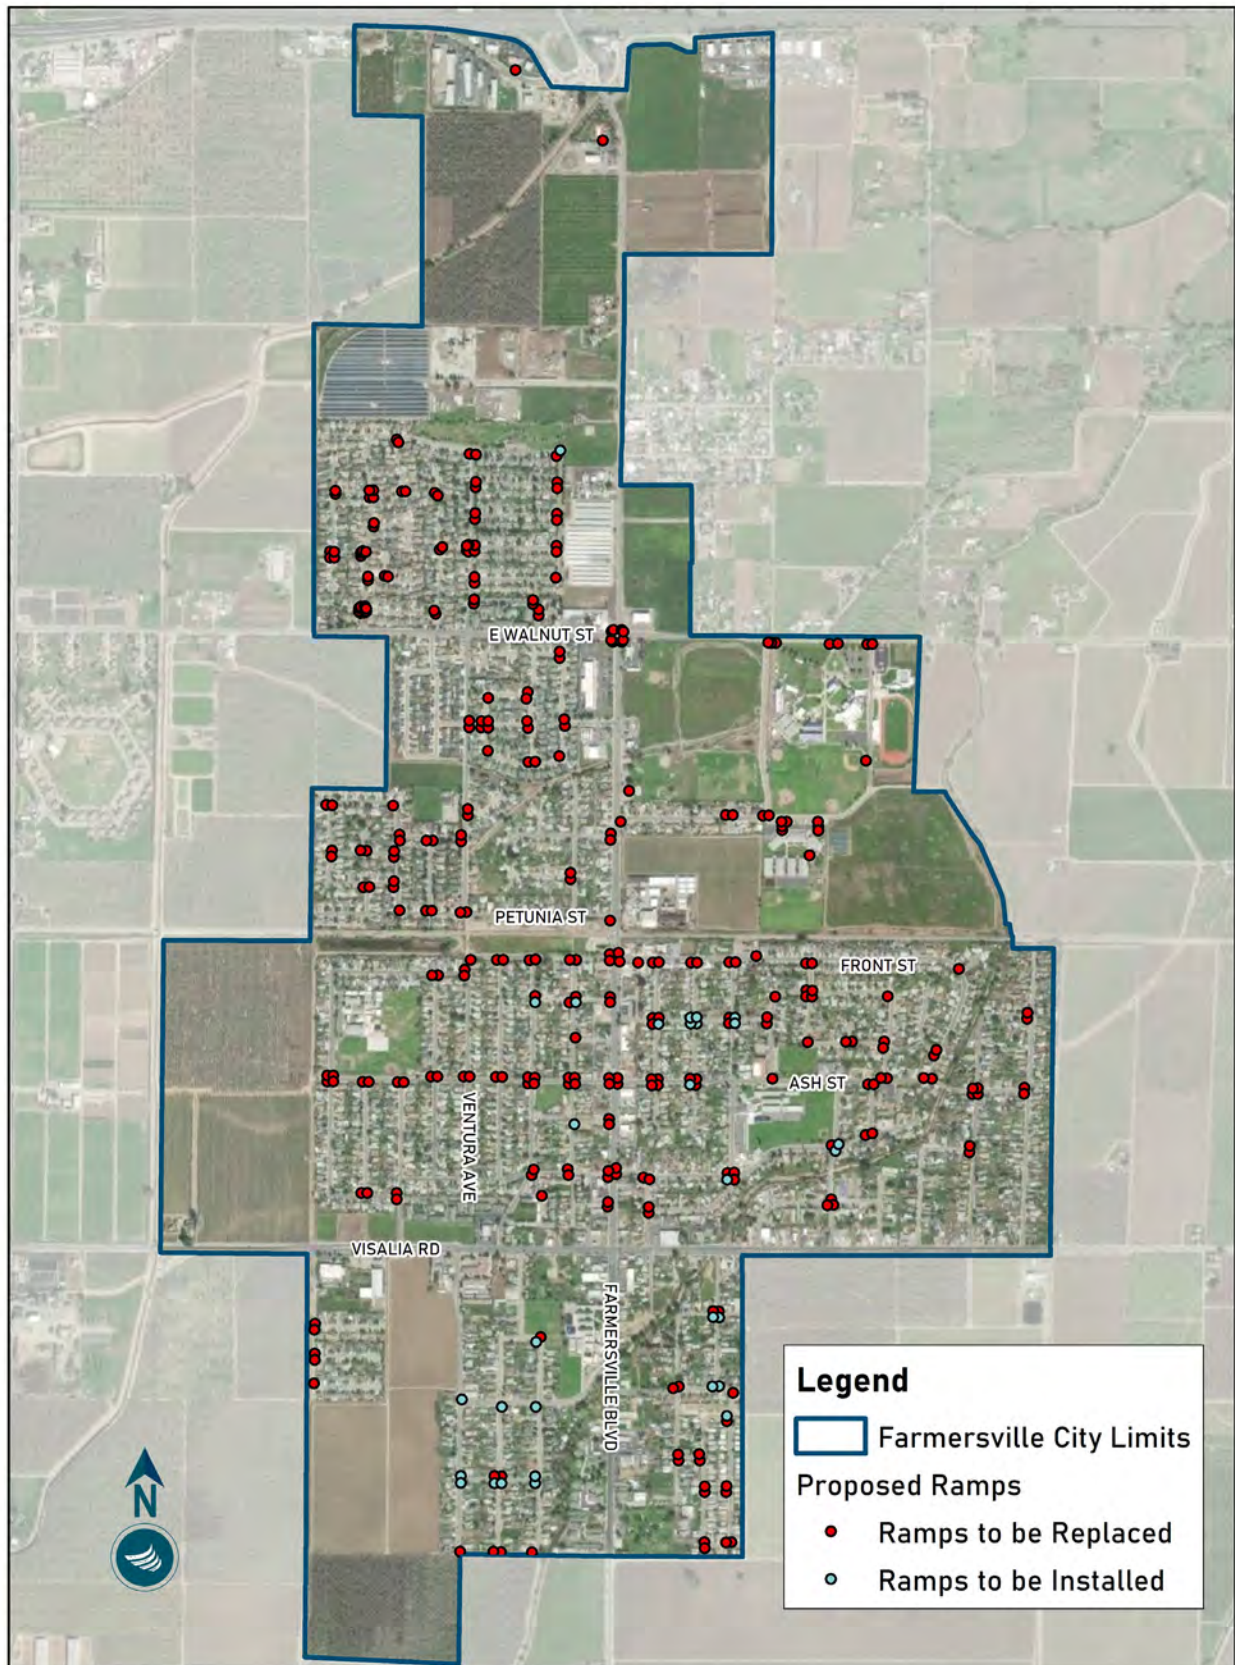 E WALNUT ST
PETUNIA ST
FRONT ST
ASH ST
VENTURA AVE
VISALIA RD
FARMERSVILLE BLVD
Legend
Farmersville City Limits
Proposed Ramps
Ramps to be Replaced
Ramps to be Installed
N